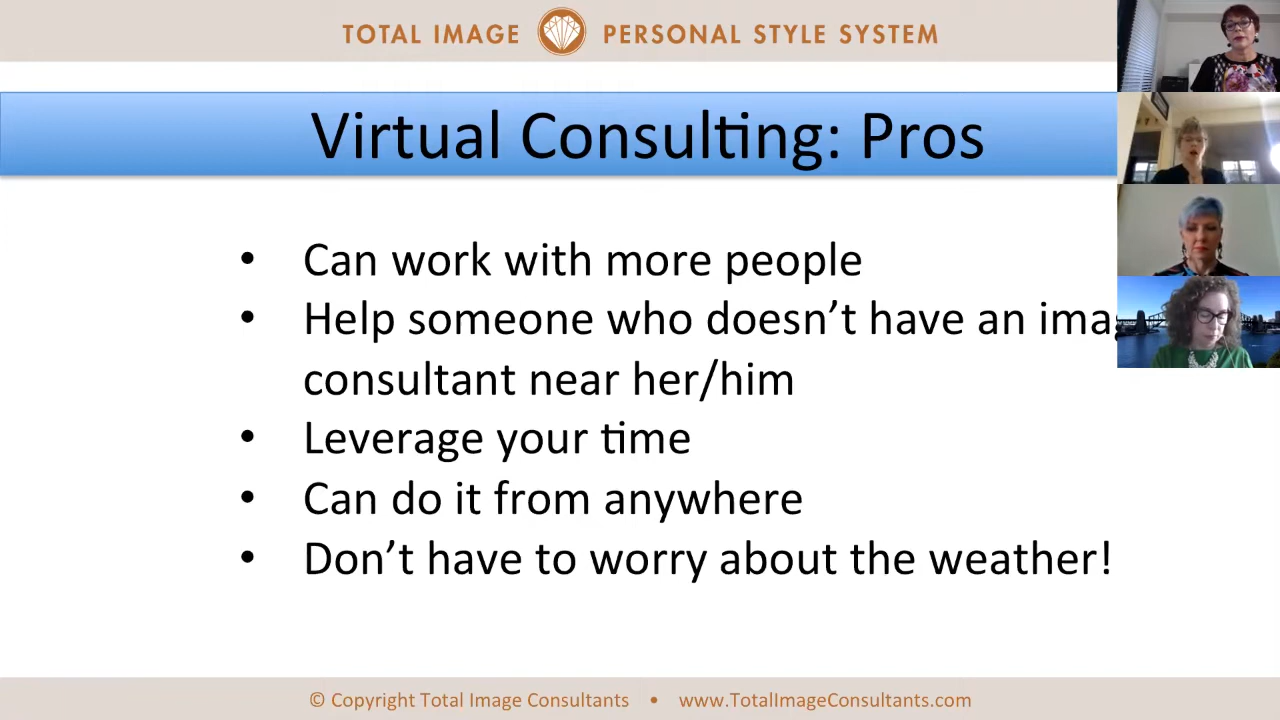 TOTAL IMAGE PERSONAL STYLE SYSTEM
Virtual Consulting: Pros
• Can work with more people
• Help someone who doesn’t have an
consultant near her/him
• Leverage your time
• Can do it from anywhere
• Don’t have to worry about the weather!
© Copyright Total Image Consultants • www.TotalImageConsultants.com